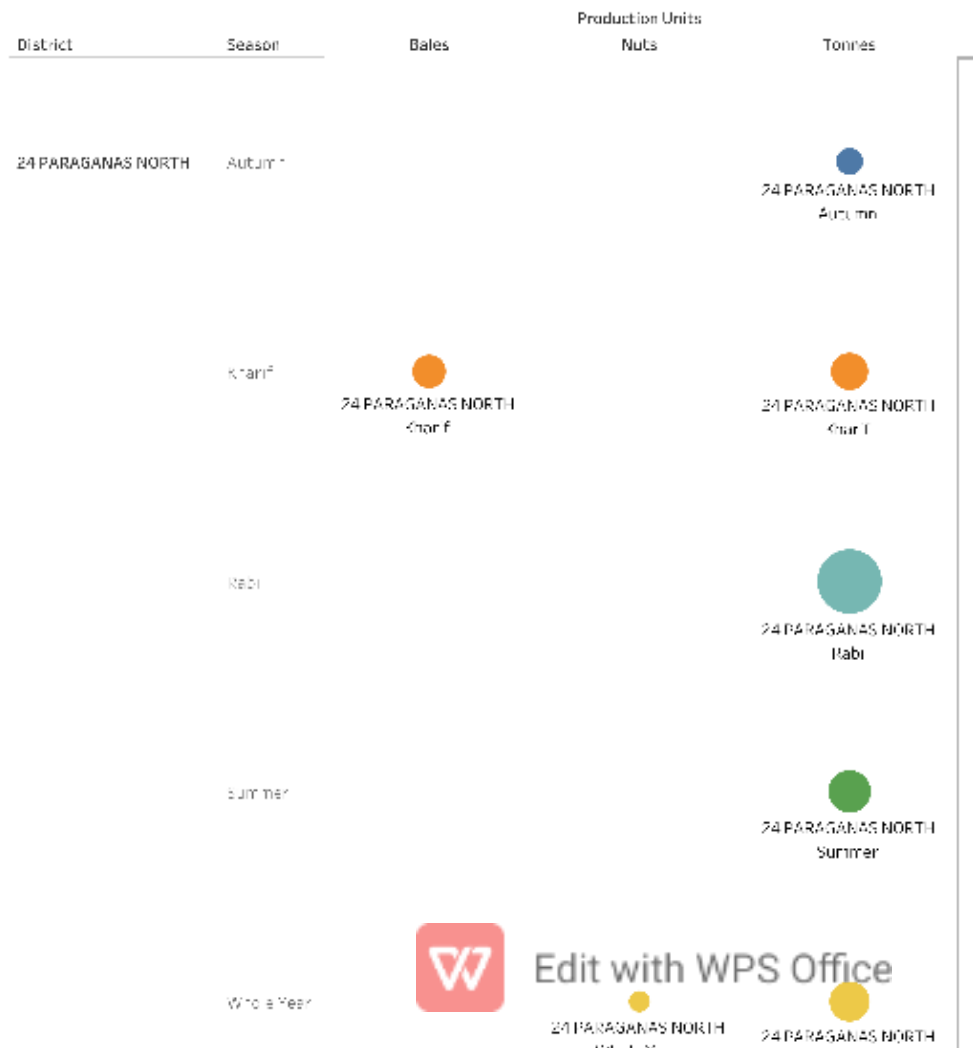 Production Units
District Season Bales Nuts Tonnes
24 PARAGANAS NORTH Autumn
24 PARAGANAS NORTH
Autumn
Kharif
24 PARAGANAS NORTH 24 PARAGANAS NORTH
Kharif Kharif
Rabi
24 PARAGANAS NORTH
Rabi
Summer
24 PARAGANAS NORTH
Summer
Edit with WPS Office
Whole Year
24 PARAGANAS NORTH 24 PARAGANAS NORTH